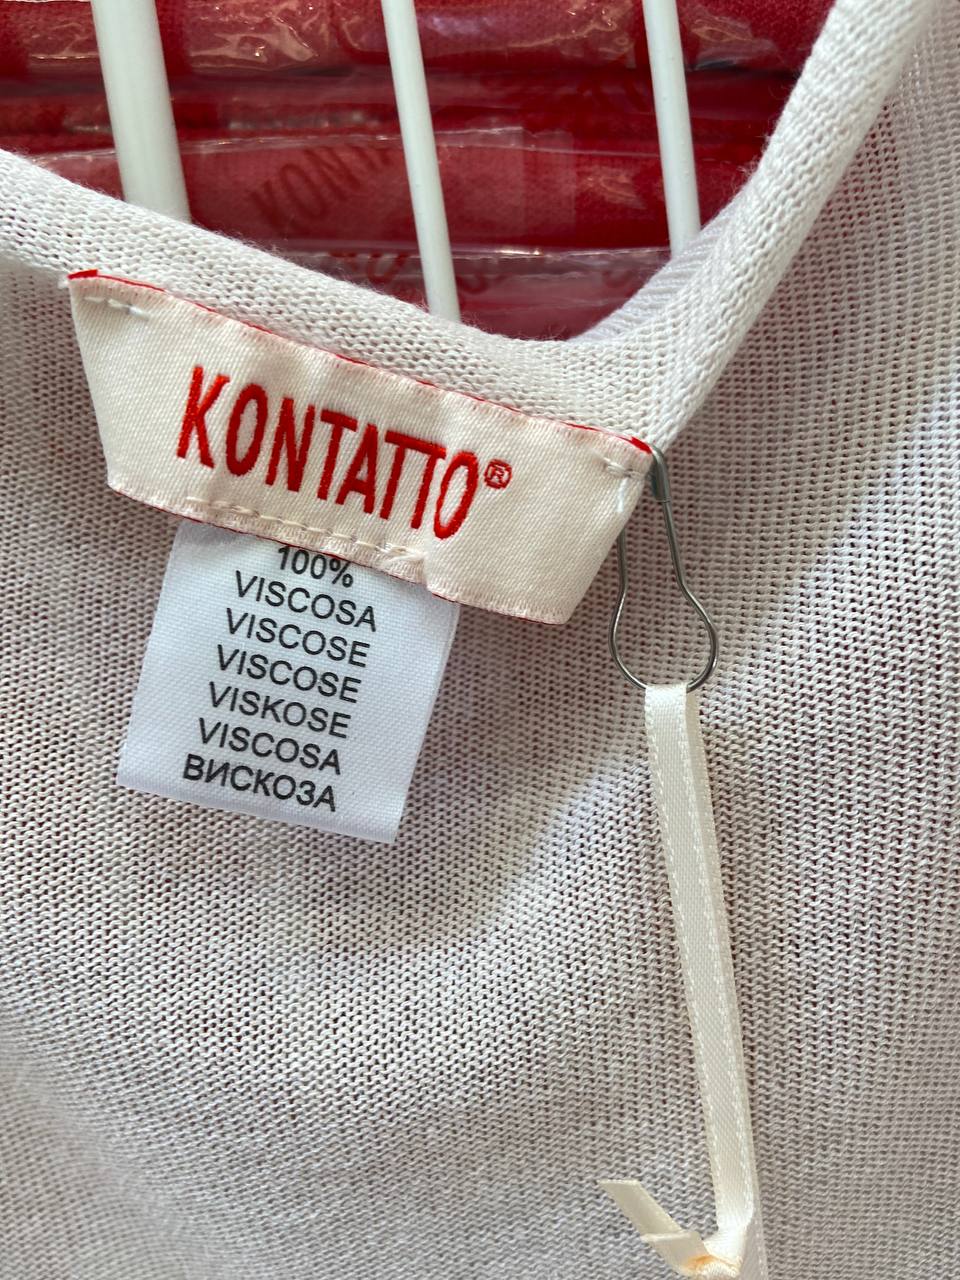 KONTATTO®
100%
VISCOSA
VISCOSE
VISCOSE
VISKOSE
VISCOSA
ВИСКОЗА